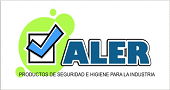 ALER
PRODUCTOS DE SEGURIDAD E HIGIENE PARA LA INDUSTRIA